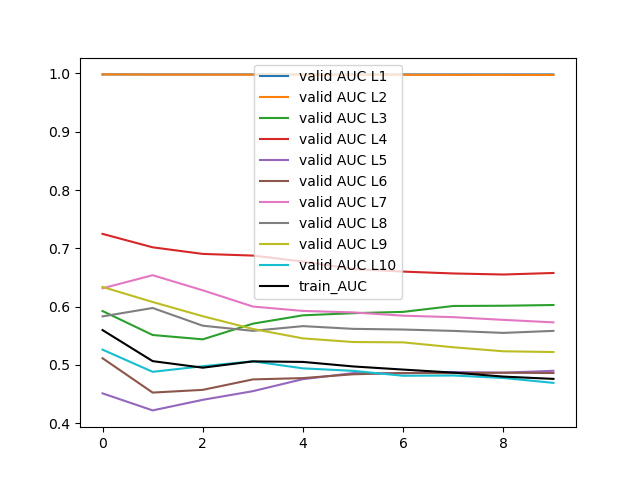 1.0
0.9
0.8
0.7
0.6
0.5
0.4
0
2
4
6
8
valid AUC L1
valid AUC L2
valid AUC L3
valid AUC L4
valid AUC L5
valid AUC L6
valid AUC L7
valid AUC L8
valid AUC L9
valid AUC L10
train_AUC